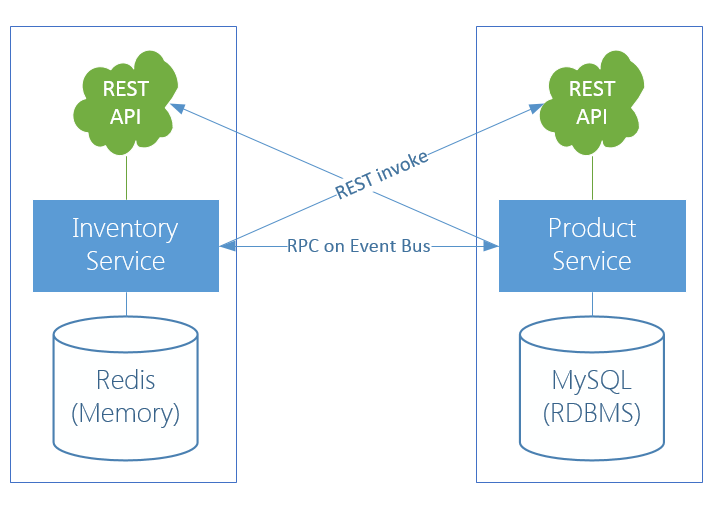 REST
API
REST
API
REST invoke
Inventory
Service
RPC on Event Bus
Product
Service
Redis
(Memory)
MySQL
(RDBMS)